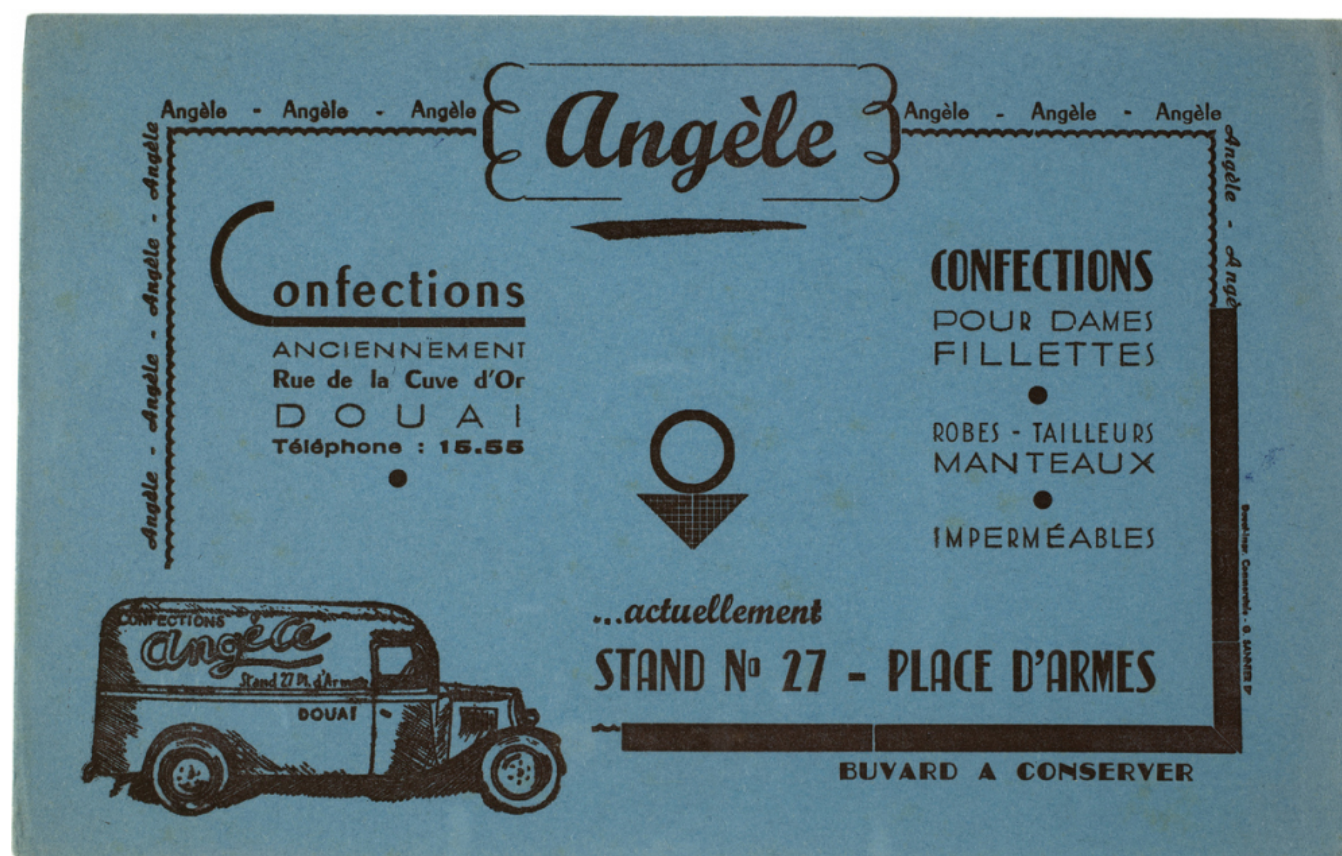 Angèle
Angèle - Angèle - Angèle
Angèle - Angèle - Angèle
Angèle - Angèle - Angèle - Angèle - Angèle
Angèle - Angè
Confections
ANCIENNEMENT
Rue de la Cuve d'Or
DOUAI
Téléphone : 15.55
CONFECTIONS
POUR DAMES
FILLETTES
ROBES - TAILLEURS
MANTEAUX
IMPERMÉABLES
...actuellement
STAND No 27 - PLACE D'ARMES
BUVARD A CONSERVER
CONFECTIONS
Angèle
Stand 27 Pl. d'Armes
DOUAI
Commerciale - G.